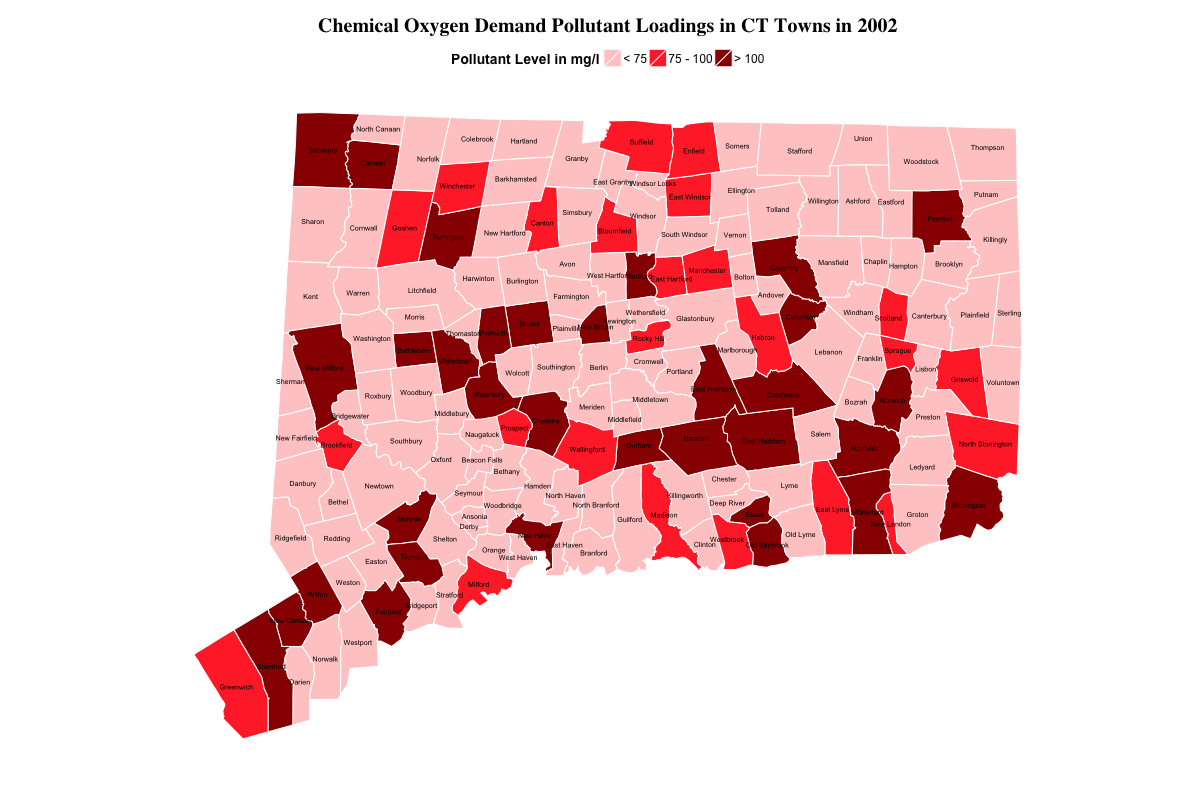 Chemical Oxygen Demand Pollutant Loadings in CT Towns in 2002
Pollutant Level in mg/l < 75 75 - 100 > 100
North Canaan
Colebrook
Hartland
Suffield
Enfield
Somers
Union
Stafford
Thompson
Salisbury
Canaan
Norfolk
Granby
Woodstock
Winchester
Barkhamsted
East Granby
Windsor Locks
East Windsor
Ellington
Willington
Ashford
Eastford
Putnam
Sharon
Cornwall
Goshen
Torrington
New Hartford
Canton
Simsbury
Bloomfield
Windsor
South Windsor
Vernon
Tolland
Pomfret
Killingly
Kent
Warren
Litchfield
Harwinton
Burlington
Avon
West Hartford
Hartford
East Hartford
Manchester
Bolton
Coventry
Mansfield
Chaplin
Hampton
Brooklyn
Farmington
Andover
Morris
Washington
Bethlehem
Watertown
Thomaston
Plymouth
Bristol
Plainville
New Britain
Newington
Wethersfield
Rocky Hill
Glastonbury
Hebron
Columbia
Windham
Scotland
Canterbury
Plainfield
Sterling
New Milford
Sherman
Roxbury
Woodbury
Wolcott
Southington
Berlin
Cromwell
Portland
Marlborough
Lebanon
Franklin
Sprague
Lisbon
Griswold
Voluntown
Bridgewater
Middlebury
Waterbury
Cheshire
Meriden
Middletown
Middlefield
East Hampton
Colchester
Bozrah
Norwich
Preston
New Fairfield
Brookfield
Southbury
Naugatuck
Prospect
Wallingford
Durham
Haddam
East Haddam
Salem
Montville
Ledyard
North Stonington
Oxford
Beacon Falls
Bethany
Danbury
Bethel
Newtown
Seymour
Woodbridge
Hamden
North Haven
North Branford
Guilford
Madison
Killingworth
Chester
Deep River
Essex
Lyme
East Lyme
Waterford
New London
Groton
Stonington
Ridgefield
Redding
Monroe
Ansonia
Derby
Shelton
Orange
New Haven
West Haven
East Haven
Branford
Clinton
Westbrook
Old Saybrook
Old Lyme
Easton
Trumbull
Weston
Wilton
Fairfield
Bridgeport
Stratford
Milford
New Canaan
Westport
Norwalk
Stamford
Darien
Greenwich